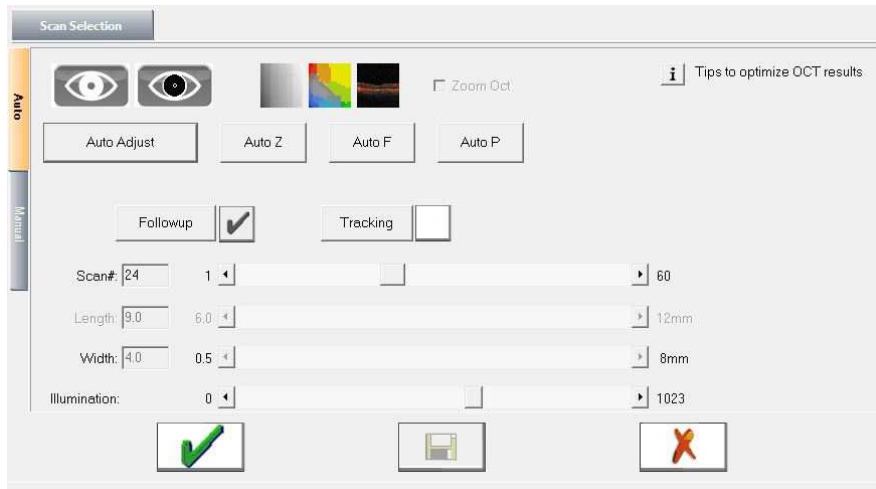 Scan Selection
Auto
Manual
Zoom Oct
i Tips to optimize OCT results
Auto Adjust Auto Z Auto F Auto P
Followup Tracking
Scan#: 24 1 60
Length: 9.0 6.0 12mm
Width: 4.0 0.5 8mm
Illumination: 0 1023